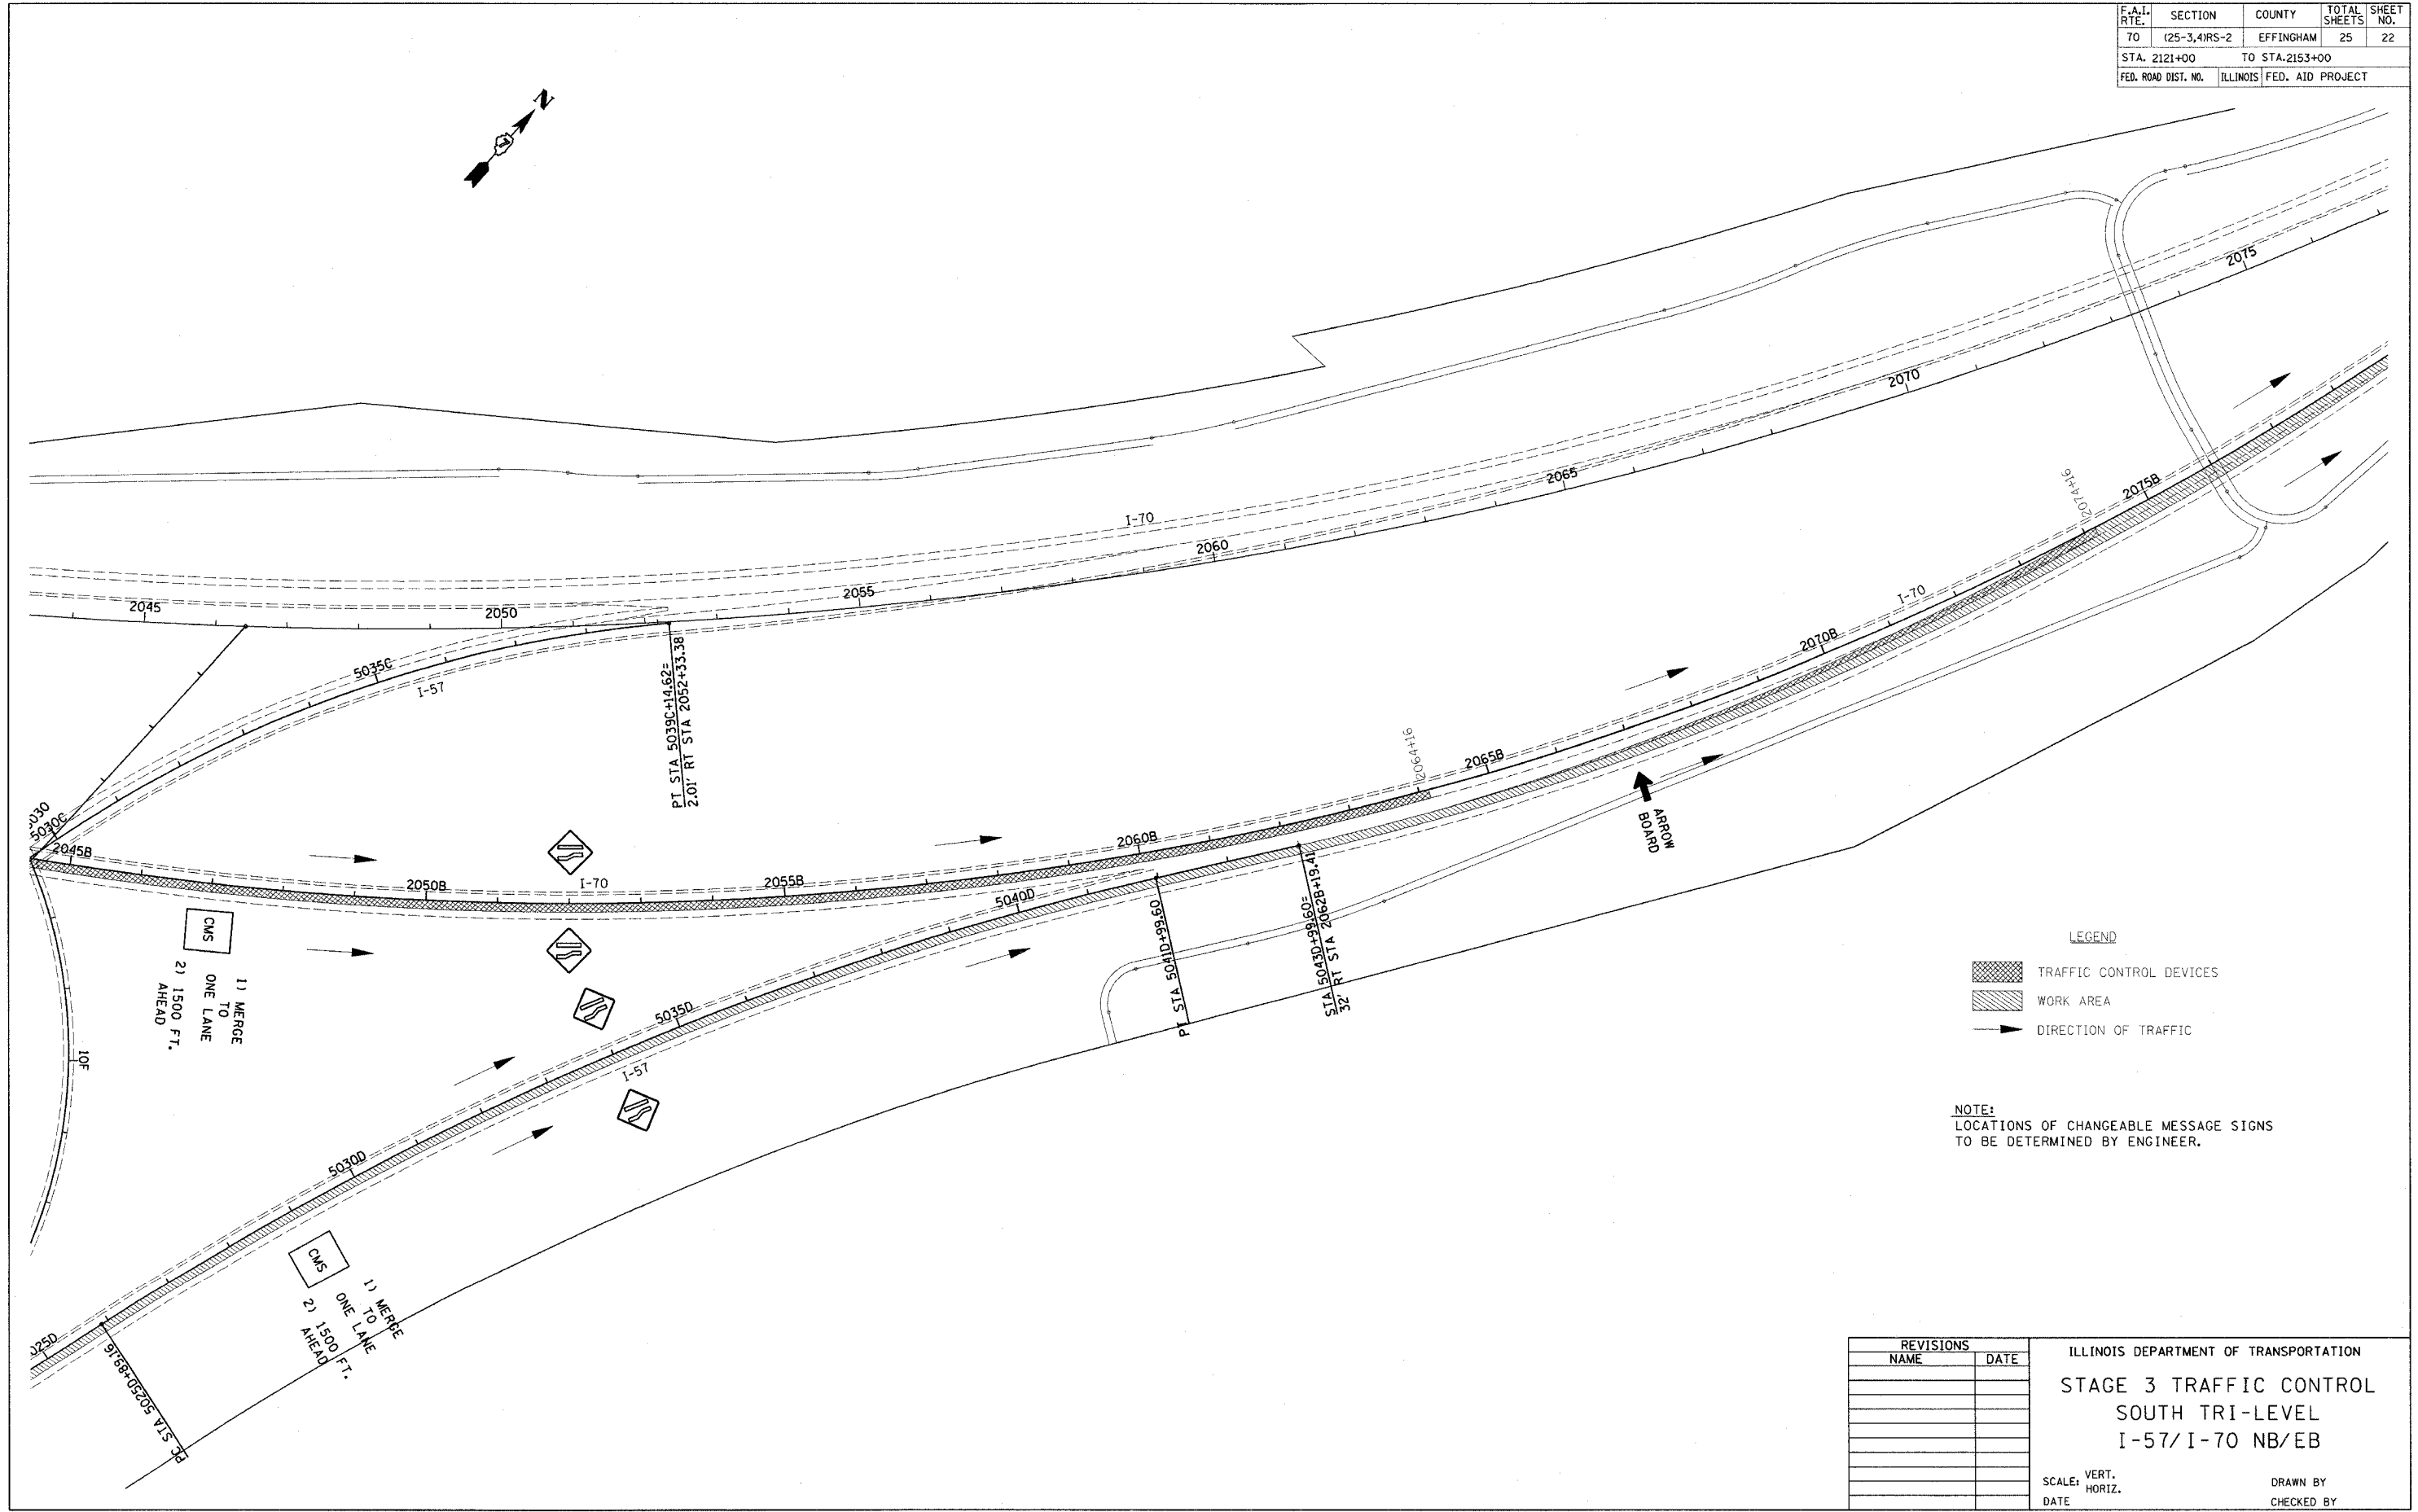 F.A.I. RTE. SECTION COUNTY TOTAL SHEETS SHEET NO.
70 (25-3,4)RS-2 EFFINGHAM 25 22
STA. 2121+00 TO STA.2153+00
FED. ROAD DIST. NO. ILLINOIS FED. AID PROJECT
N
2075
2070
2065
2060
2055
2050
2045
I-70
2074+16
2075B
I-70
2070B
2064+16
2065B
2060B
2055B
2050B
2045B
I-70
5035C
I-57
5030C
PT STA 5039C+14.62=
2.01' RT STA 2052+33.38
ARROW
BOARD
5040D
5035D
I-57
5030D
PT STA 5041D+99.60
STA 5043D+99.60=
32' RT STA 2062B+19.41
CMS
1) MERGE
TO
ONE LANE
2) 1500 FT.
AHEAD
10F
CMS
1) MERGE
TO
ONE LANE
2) 1500 FT.
AHEAD
PC STA 5025D+89.16
LEGEND
TRAFFIC CONTROL DEVICES
WORK AREA
DIRECTION OF TRAFFIC
NOTE:
LOCATIONS OF CHANGEABLE MESSAGE SIGNS
TO BE DETERMINED BY ENGINEER.
REVISIONS
NAME DATE
ILLINOIS DEPARTMENT OF TRANSPORTATION
STAGE 3 TRAFFIC CONTROL
SOUTH TRI-LEVEL
I-57/I-70 NB/EB
SCALE: VERT.
HORIZ.
DRAWN BY
DATE
CHECKED BY